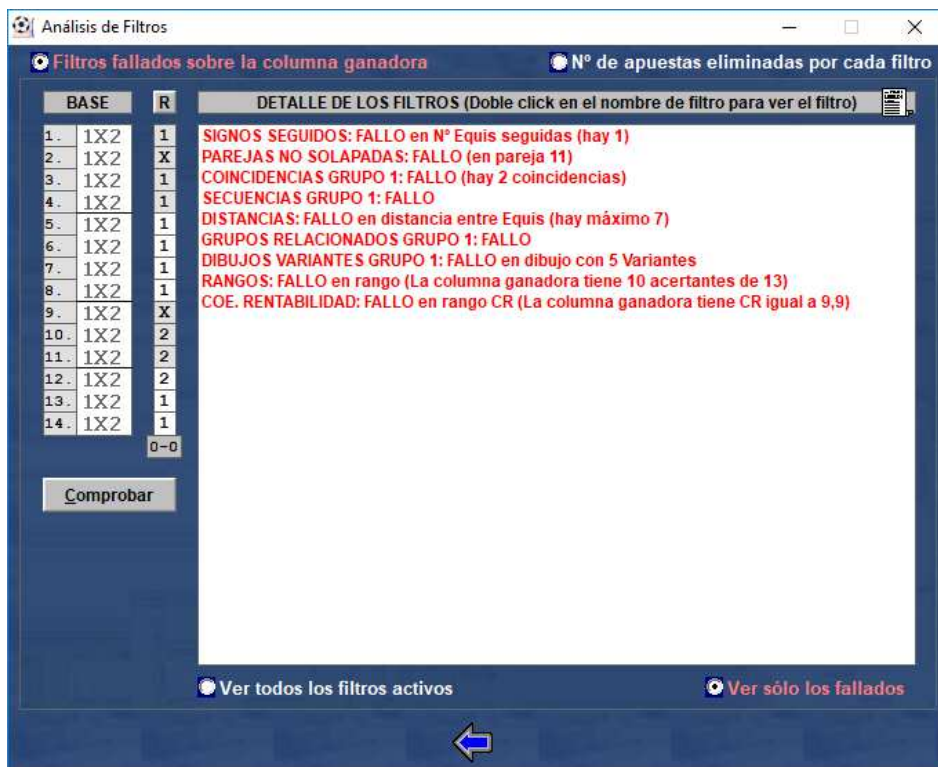 Análisis de Filtros
Filtros fallados sobre la columna ganadora Nº de apuestas eliminadas por cada filtro
BASE R DETALLE DE LOS FILTROS (Doble click en el nombre de filtro para ver el filtro)
1. 1X2 1
2. 1X2 X
3. 1X2 1
4. 1X2 1
5. 1X2 1
6. 1X2 1
7. 1X2 1
8. 1X2 1
9. 1X2 X
10. 1X2 2
11. 1X2 2
12. 1X2 2
13. 1X2 1
14. 1X2 1
0-0
SIGNOS SEGUIDOS: FALLO en Nº Equis seguidas (hay 1)
PAREJAS NO SOLAPADAS: FALLO (en pareja 11)
COINCIDENCIAS GRUPO 1: FALLO (hay 2 coincidencias)
SECUENCIAS GRUPO 1: FALLO
DISTANCIAS: FALLO en distancia entre Equis (hay máximo 7)
GRUPOS RELACIONADOS GRUPO 1: FALLO
DIBUJOS VARIANTES GRUPO 1: FALLO en dibujo con 5 Variantes
RANGOS: FALLO en rango (La columna ganadora tiene 10 acertantes de 13)
COE. RENTABILIDAD: FALLO en rango CR (La columna ganadora tiene CR igual a 9,9)
Comprobar
Ver todos los filtros activos Ver sólo los fallados